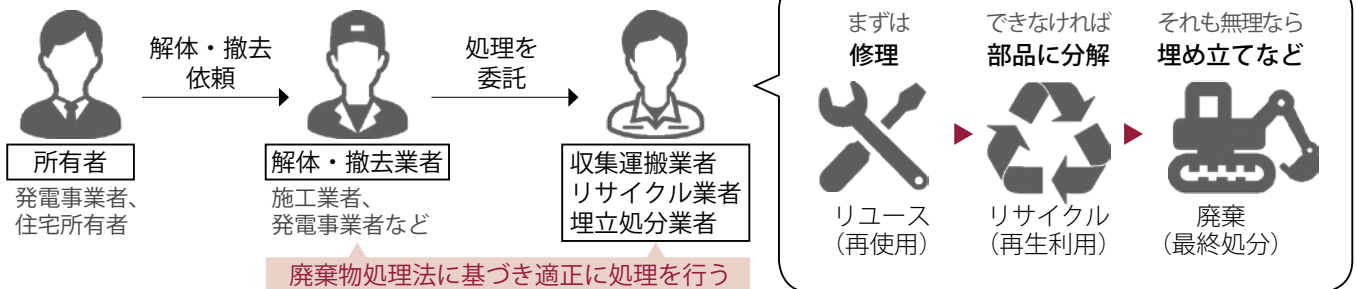 解体・撤去
依頼
処理を
委託
所有者
発電事業者、
住宅所有者
解体・撤去業者
施工業者、
発電事業者など
収集運搬業者
リサイクル業者
埋立処分業者
廃棄物処理法に基づき適正に処理を行う
まずは
修理
リユース
（再使用）
できなければ
部品に分解
リサイクル
（再生利用）
それも無理なら
埋め立てなど
廃棄
（最終処分）